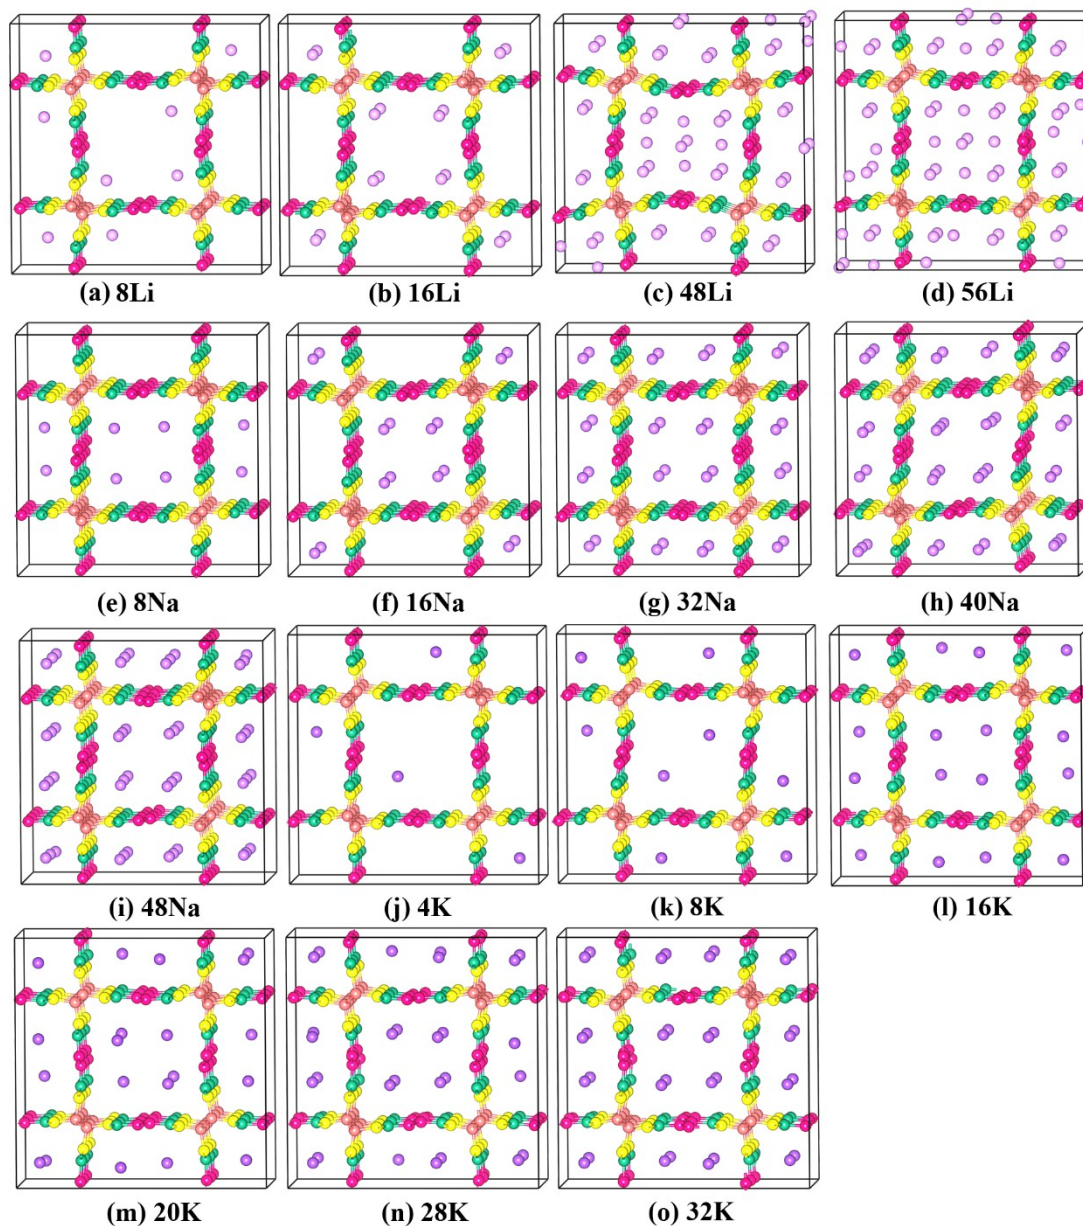 (a) 8Li (b) 16Li (c) 48Li (d) 56Li
(e) 8Na (f) 16Na (g) 32Na (h) 40Na
(i) 48Na (j) 4K (k) 8K (l) 16K
(m) 20K (n) 28K (o) 32K